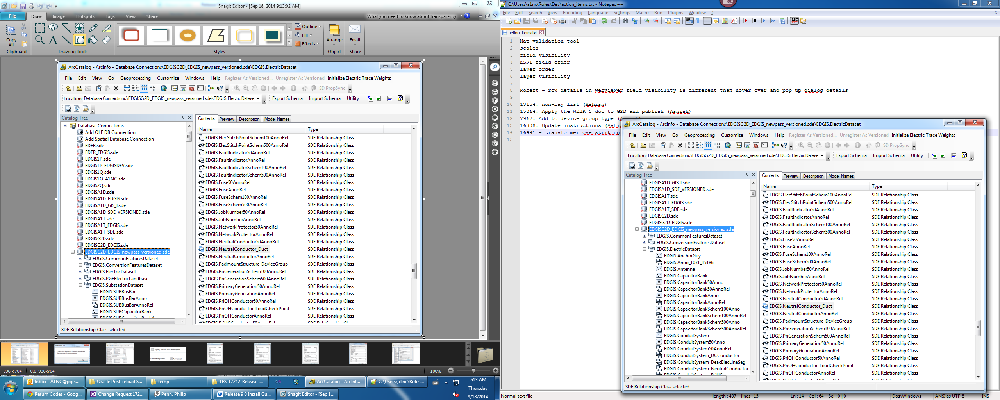 Snagit Editor - [Sep 18, 2014 9:13:02 AM]
File Draw Image Hotspots Tags View Share
What you need to know about transparency
Copy All
Outline
Fill
Effects
Arrange
Email
Clipboard Drawing Tools Styles Object Share
ArcCatalog - ArcInfo - Database Connections\EDGISG2D_EDGIS_newpass_versioned.sde\EDGIS.ElectricDataset
File Edit View Go Geoprocessing Customize Windows Help Register As Versioned... Unregister As Versioned Initialize Electric Trace Weights
SD PropSync
Location: Database Connections\EDGISG2D_EDGIS_newpass_versioned.sde\EDGIS.ElectricDatase Export Schema Import Schema Utility
Catalog Tree
Database Connections
Add OLE DB Connection
Add Spatial Database Connection
EDER.sde
EDER_EDGIS.sde
EDGIS1P.sde
EDGIS1P_EDGISDEV.sde
EDGIS1Q.sde
EDGIS1Q_A1NC.sde
EDGIS2Q.sde
EDGISA1D.sde
EDGISA1D_EDGIS.sde
EDGISA1D_GIS_I.sde
EDGISA1D_SDE_VERSIONED.sde
EDGISA1T.sde
EDGISA1T_EDGIS.sde
EDGISA1T_SDE.sde
EDGISG2D.sde
EDGISG2D_EDGIS.sde
EDGISG2D_EDGIS_newpass_versioned.sde
EDGIS.CommonFeaturesDataset
EDGIS.ConversionFeaturesDataset
EDGIS.ElectricDataset
EDGIS.PGEElectricLandbase
EDGIS.SubstationDataset
EDGIS.SUBBusBar
EDGIS.SUBBusBarAnno
EDGIS.SUBBusBarAnnoRel
EDGIS.SUBCapacitorBank
EDGIS.SUBCapacitorBankAnno
Contents Preview Description Model Names
Name Type
EDGIS.ElecStitchPointSchem100AnnoRel SDE Relationship Class
EDGIS.ElecStitchPointSchem500AnnoRel SDE Relationship Class
EDGIS.FaultIndicator50AnnoRel SDE Relationship Class
EDGIS.FaultIndicatorAnnoRel SDE Relationship Class
EDGIS.FaultIndicatorSchem100AnnoRel SDE Relationship Class
EDGIS.FaultIndicatorSchem500AnnoRel SDE Relationship Class
EDGIS.Fuse50AnnoRel SDE Relationship Class
EDGIS.FuseAnnoRel SDE Relationship Class
EDGIS.FuseSchem100AnnoRel SDE Relationship Class
EDGIS.FuseSchem500AnnoRel SDE Relationship Class
EDGIS.JobNumber50AnnoRel SDE Relationship Class
EDGIS.JobNumberAnnoRel SDE Relationship Class
EDGIS.NetworkProtector50AnnoRel SDE Relationship Class
EDGIS.NetworkProtectorAnnoRel SDE Relationship Class
EDGIS.NeutralConductor50AnnoRel SDE Relationship Class
EDGIS.NeutralConductor_Duct SDE Relationship Class
EDGIS.NeutralConductorAnnoRel SDE Relationship Class
EDGIS.PadmountStructure_DeviceGroup SDE Relationship Class
EDGIS.PriGenerationSchem100AnnoRel SDE Relationship Class
EDGIS.PriGenerationSchem500AnnoRel SDE Relationship Class
EDGIS.PrimaryGeneration50AnnoRel SDE Relationship Class
EDGIS.PrimaryGenerationAnnoRel SDE Relationship Class
EDGIS.PriOHConductor50AnnoRel SDE Relationship Class
EDGIS.PriOHConductor_LoadCheckPoint SDE Relationship Class
EDGIS.PriOHConductorAnnoRel SDE Relationship Class
EDGIS.PriUGConductor50AnnoRel SDE Relationship Class
SDE Relationship Class selected
Display coded value description
Advanced
936 x 704 0,0 936x704 100%
Inbox - A1NC@pge.... Oracle Post-reload S... temp TFS_17242_Release_... ArcCatalog - ArcInf... C:\Users\a1nc\Roles...
Return Codes - Goog... Change Request 172... Penn, Philip Release 9 0 Install Gu... Snagit Editor - [Sep 1...
9:13 AM
Thursday
9/18/2014
C:\Users\a1nc\Roles\Dev\action_items.txt - Notepad++
File Edit Search View Encoding Language Settings Macro Run Plugins Window ? X
action_items.txt
1 Map validation tool
2 scales
3 field visibility
4 ESRI field order
5 layer order
6 layer visibility
7
8 Robert - row details in webviewer field visibility is different than hover over and pop up dialog details
9
10 13154: non-bay list (Ashish)
11 15064: Apply the WEBR 3 doc to G2D and publish (Ashish)
12 7967: Add to device group type (Ashish)
13 16308: Update instructions (Ashis
14 16491 - transformer overstriking
15
ArcCatalog - ArcInfo - Database Connections\EDGISG2D_EDGIS_newpass_versioned.sde\EDGIS.ElectricDataset
File Edit View Go Geoprocessing Customize Windows Help Register As Versioned... Unregister As Versioned Initialize Electric Trace Weights
SD PropSync
Location: Database Connections\EDGISG2D_EDGIS_newpass_versioned.sde\EDGIS.ElectricDatase Export Schema Import Schema Utility
Catalog Tree
EDGISA1D_GIS_I.sde
EDGISA1D_SDE_VERSIONED.sde
EDGISA1T.sde
EDGISA1T_EDGIS.sde
EDGISA1T_SDE.sde
EDGISG2D.sde
EDGISG2D_EDGIS.sde
EDGISG2D_EDGIS_newpass_versioned.sde
EDGIS.CommonFeaturesDataset
EDGIS.ConversionFeaturesDataset
EDGIS.ElectricDataset
EDGIS.AnchorGuy
EDGIS.Anno_1031_15186
EDGIS.Antenna
EDGIS.CapacitorBank
EDGIS.CapacitorBank50Anno
EDGIS.CapacitorBank50AnnoRel
EDGIS.CapacitorBankAnno
EDGIS.CapacitorBankAnnoRel
EDGIS.CapacitorBankSchem100Anno
EDGIS.CapacitorBankSchem100AnnoRel
EDGIS.CapacitorBankSchem500Anno
EDGIS.CapacitorBankSchem500AnnoRel
EDGIS.ConduitSystem
EDGIS.ConduitSystem50Anno
EDGIS.ConduitSystem50AnnoRel
EDGIS.ConduitSystem_DCConductor
EDGIS.ConduitSystem_DeacElecLineSeg
EDGIS.ConduitSystem_NeutralConductor
EDGIS.ConduitSystem_PriUG
Contents Preview Description Model Names
Name Type
EDGIS.ElecStitchPointSchem100AnnoRel SDE Relationship Class
EDGIS.ElecStitchPointSchem500AnnoRel SDE Relationship Class
EDGIS.FaultIndicator50AnnoRel SDE Relationship Class
EDGIS.FaultIndicatorAnnoRel SDE Relationship Class
EDGIS.FaultIndicatorSchem100AnnoRel SDE Relationship Class
EDGIS.FaultIndicatorSchem500AnnoRel SDE Relationship Class
EDGIS.Fuse50AnnoRel SDE Relationship Class
EDGIS.FuseAnnoRel SDE Relationship Class
EDGIS.FuseSchem100AnnoRel SDE Relationship Class
EDGIS.FuseSchem500AnnoRel SDE Relationship Class
EDGIS.JobNumber50AnnoRel SDE Relationship Class
EDGIS.JobNumberAnnoRel SDE Relationship Class
EDGIS.NetworkProtector50AnnoRel SDE Relationship Class
EDGIS.NetworkProtectorAnnoRel SDE Relationship Class
EDGIS.NeutralConductor50AnnoRel SDE Relationship Class
EDGIS.NeutralConductor_Duct SDE Relationship Class
EDGIS.NeutralConductorAnnoRel SDE Relationship Class
EDGIS.PadmountStructure_DeviceGroup SDE Relationship Class
EDGIS.PriGenerationSchem100AnnoRel SDE Relationship Class
EDGIS.PriGenerationSchem500AnnoRel SDE Relationship Class
EDGIS.PrimaryGeneration50AnnoRel SDE Relationship Class
EDGIS.PrimaryGenerationAnnoRel SDE Relationship Class
EDGIS.PriOHConductor50AnnoRel SDE Relationship Class
EDGIS.PriOHConductor_LoadCheckPoint SDE Relationship Class
EDGIS.PriOHConductorAnnoRel SDE Relationship Class
EDGIS.PriUGConductor50AnnoRel SDE Relationship Class
SDE Relationship Class selected
Normal text file length : 437 lines : 15 Ln : 14 Col : 64 Sel : 0 | 0 Dos\Windows ANSI as UTF-8 INS